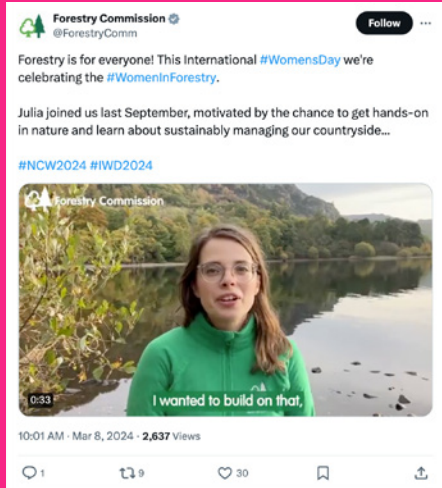 Forestry Commission
@ForestryComm
Follow
Forestry is for everyone! This International #WomensDay we're
celebrating the #WomenInForestry.
Julia joined us last September, motivated by the chance to get hands-on
in nature and learn about sustainably managing our countryside...
#NCW2024 #IWD2024
Forestry Commission
I wanted to build on that,
0:33
10:01 AM · Mar 8, 2024 · 2,637 Views
1 9 30